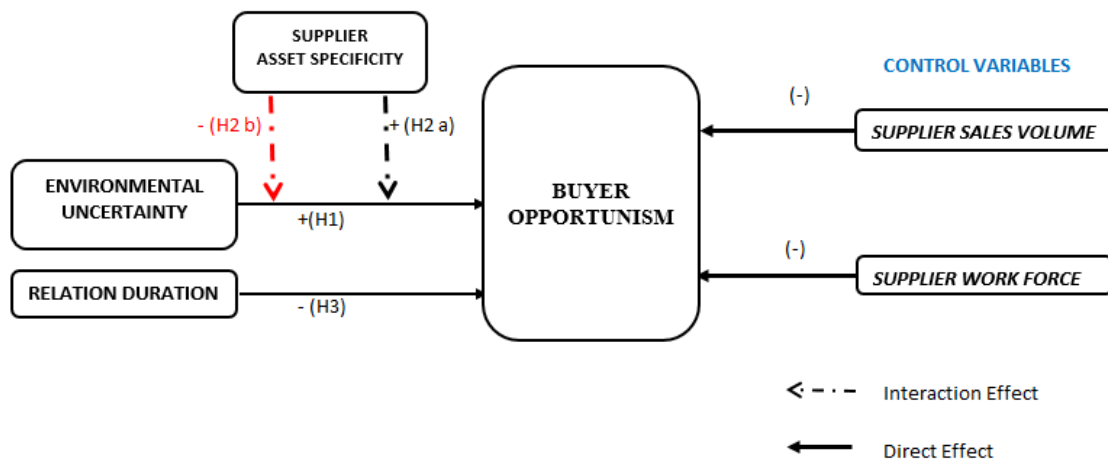 SUPPLIER
ASSET SPECIFICITY
CONTROL VARIABLES
(-)
- (H2 b)
+ (H2 a)
SUPPLIER SALES VOLUME
ENVIRONMENTAL
UNCERTAINTY
+(H1)
BUYER
OPPORTUNISM
(-)
SUPPLIER WORK FORCE
RELATION DURATION
- (H3)
Interaction Effect
Direct Effect